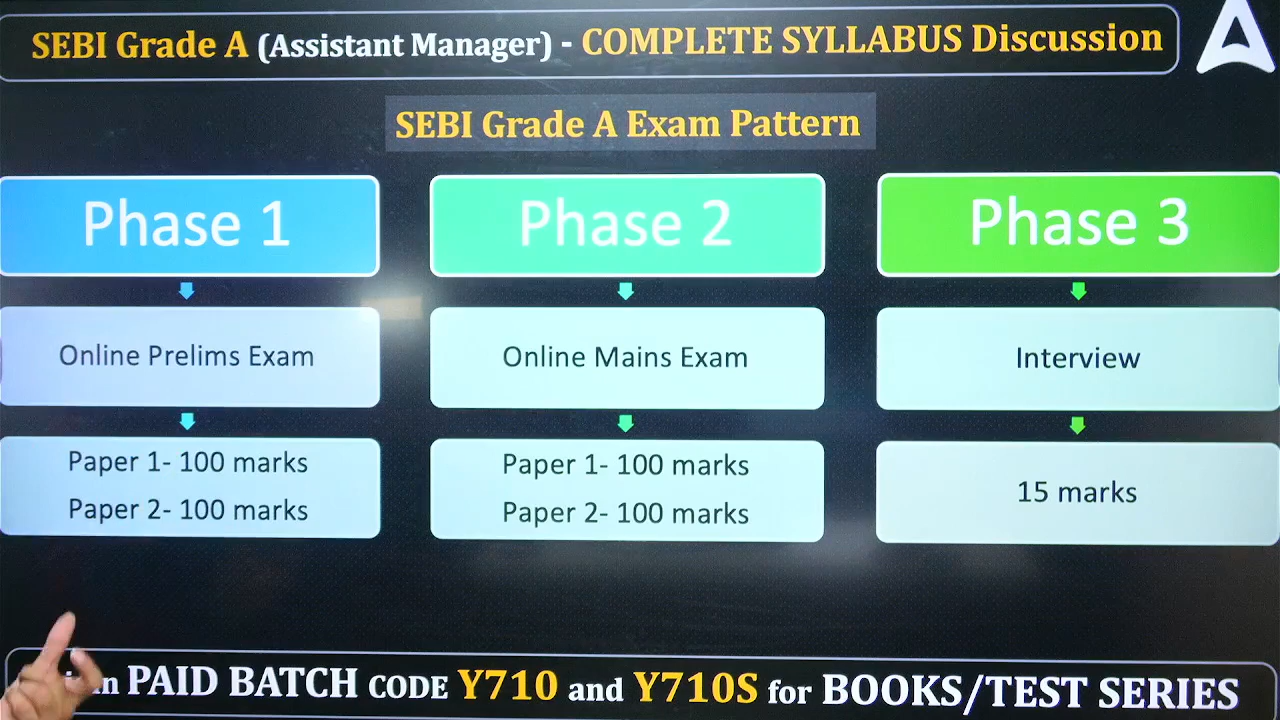 SEBI Grade A (Assistant Manager) - COMPLETE SYLLABUS Discussion
SEBI Grade A Exam Pattern
Phase 1
Online Prelims Exam
Paper 1- 100 marks
Paper 2- 100 marks
Phase 2
Online Mains Exam
Paper 1- 100 marks
Paper 2- 100 marks
Phase 3
Interview
15 marks
PAID BATCH CODE Y710 and Y710S for BOOKS/TEST SERIES